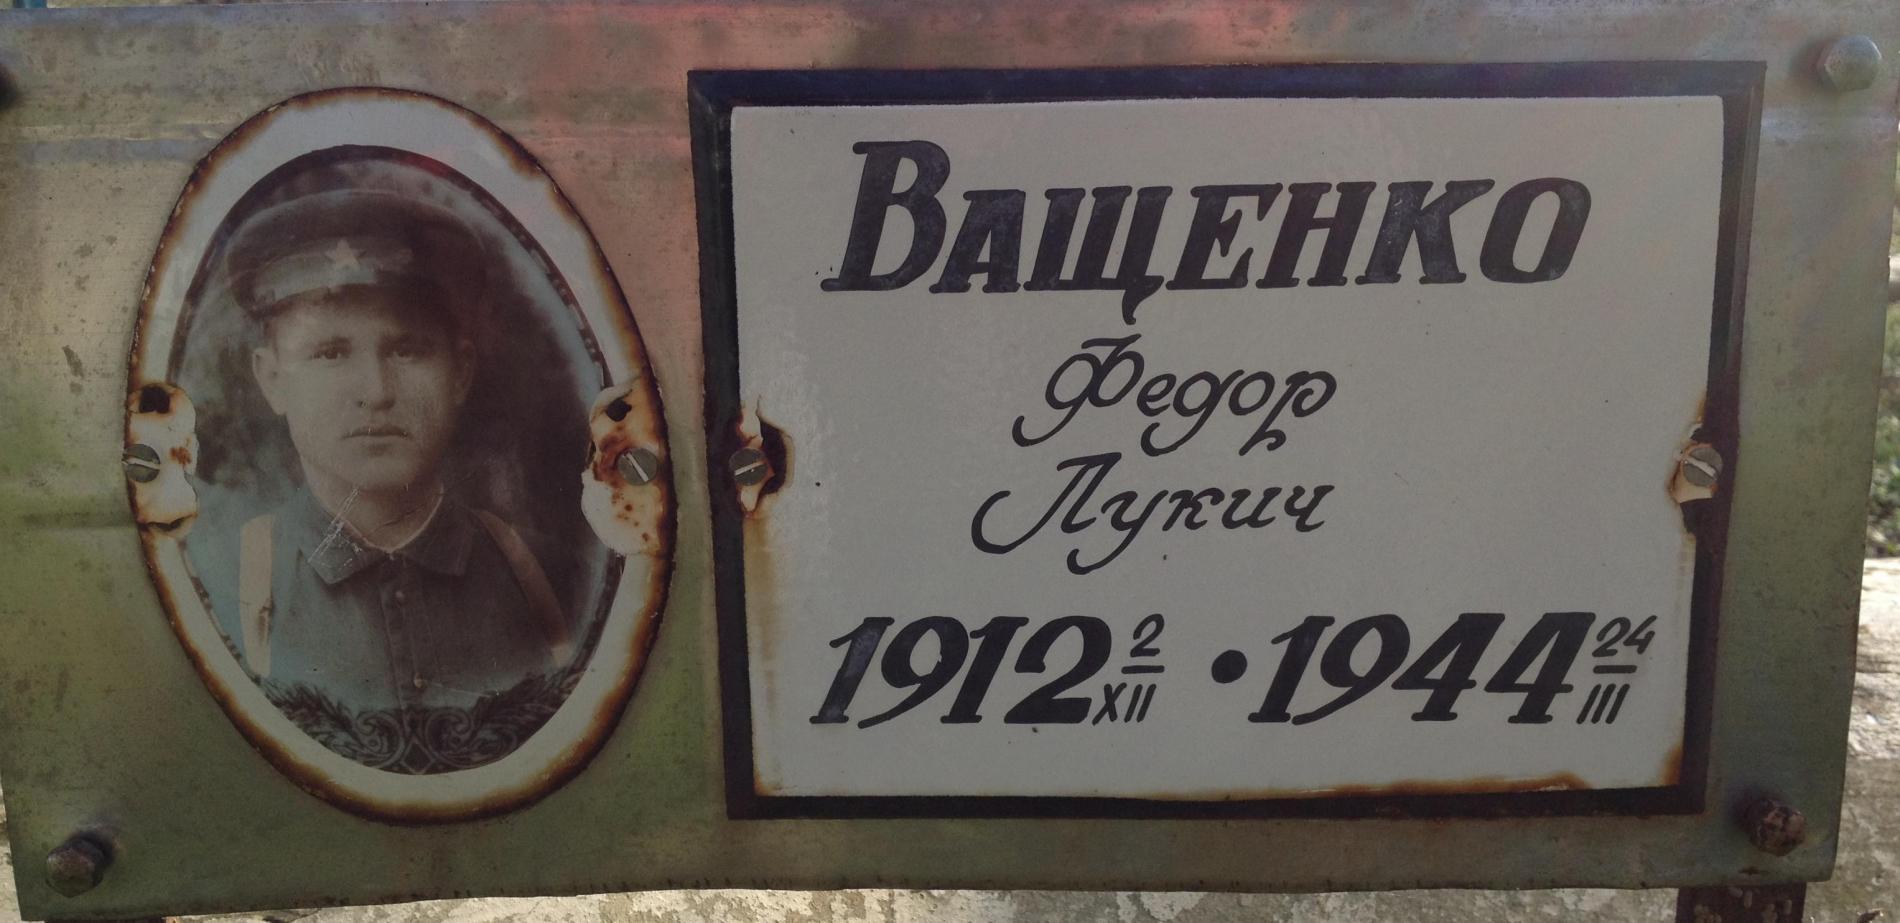 Ващенко
Федор
Лукич
1912 2/XII • 1944 24/III